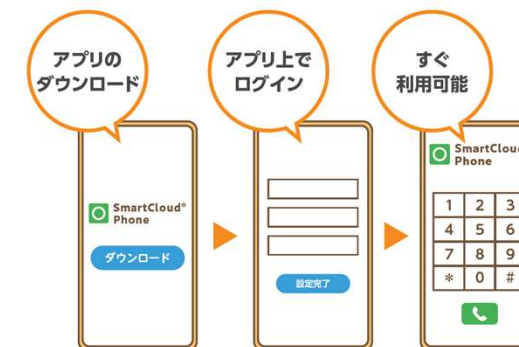 アプリの
ダウンロード
SmartCloud®
Phone
ダウンロード
アプリ上で
ログイン
設定完了
すぐ
利用可能
SmartCloud
Phone
1 2 3
4 5 6
7 8 9
* 0 #